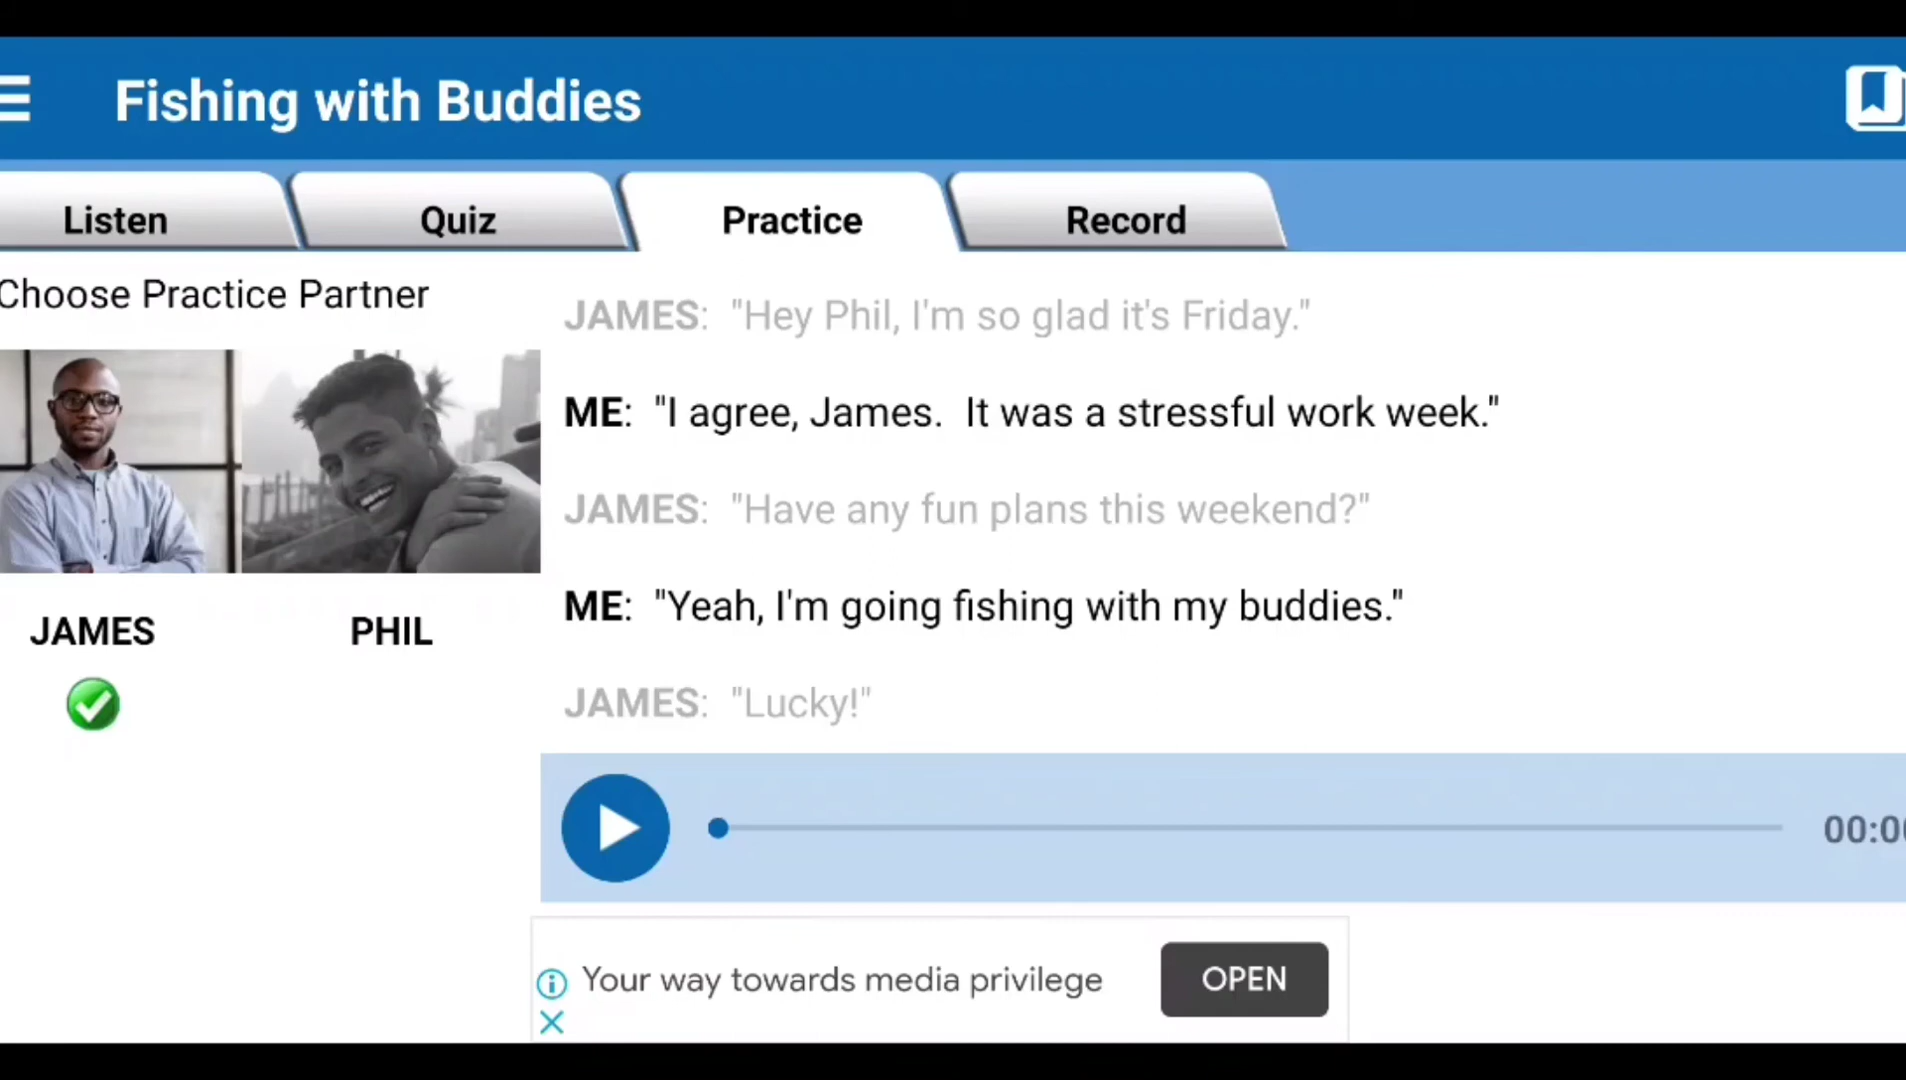 Fishing with Buddies
Listen
Quiz
Practice
Record
Choose Practice Partner
JAMES
PHIL
JAMES: "Hey Phil, I'm so glad it's Friday."
ME: "I agree, James. It was a stressful work week."
JAMES: "Have any fun plans this weekend?"
ME: "Yeah, I'm going fishing with my buddies."
JAMES: "Lucky!"
00:0
Your way towards media privilege
OPEN